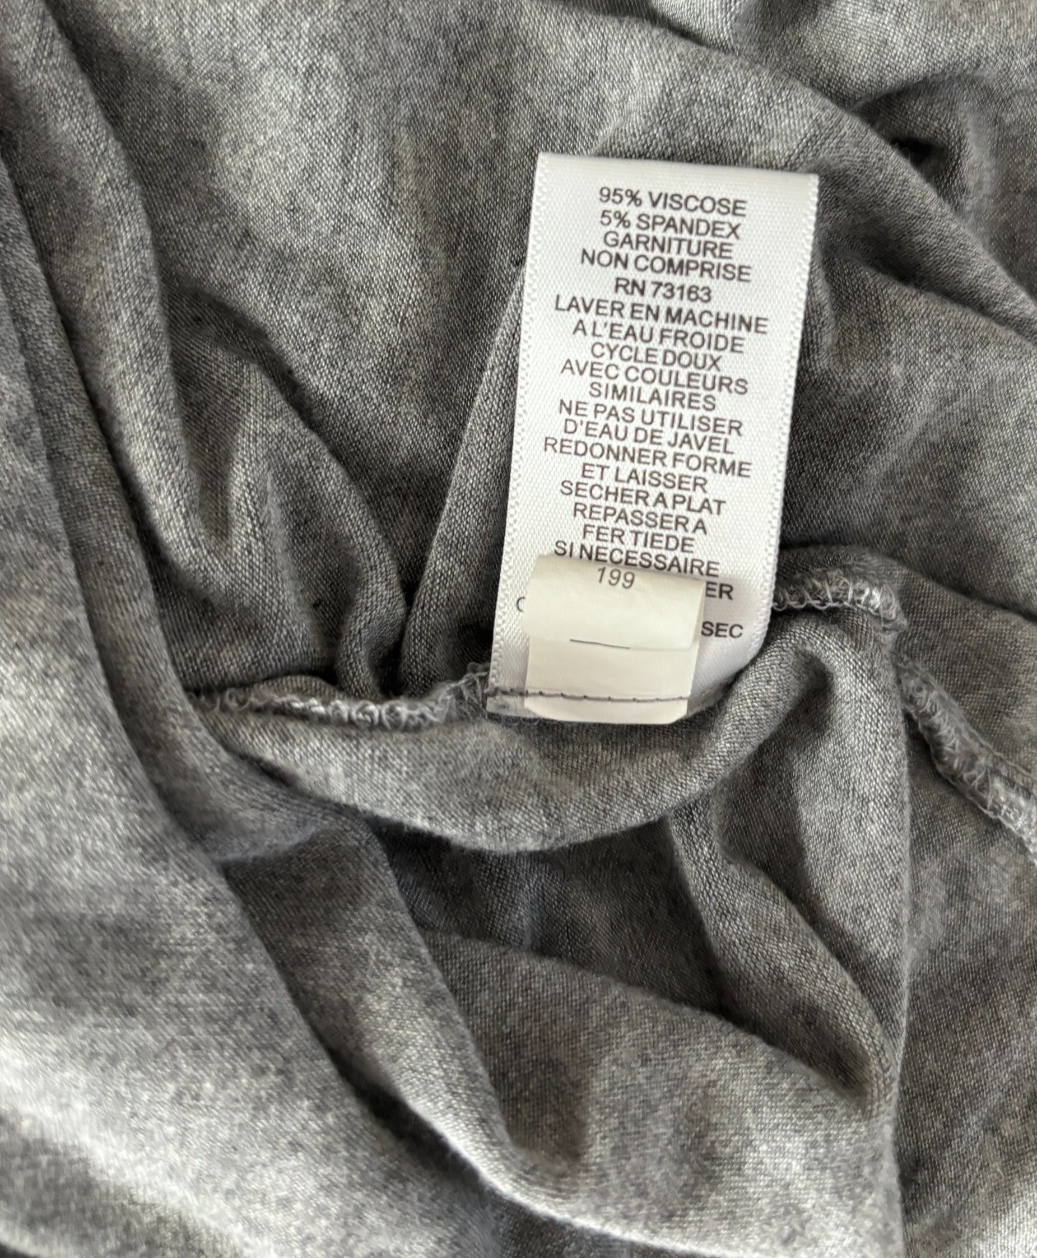 95% VISCOSE
5% SPANDEX
GARNITURE
NON COMPRISE
RN 73163
LAVER EN MACHINE
A L'EAU FROIDE
CYCLE DOUX
AVEC COULEURS
SIMILAIRES
NE PAS UTILISER
D'EAU DE JAVEL
REDONNER FORME
ET LAISSER
SECHER A PLAT
REPASSER A
FER TIEDE
SI NECESSAIRE
199
SEC